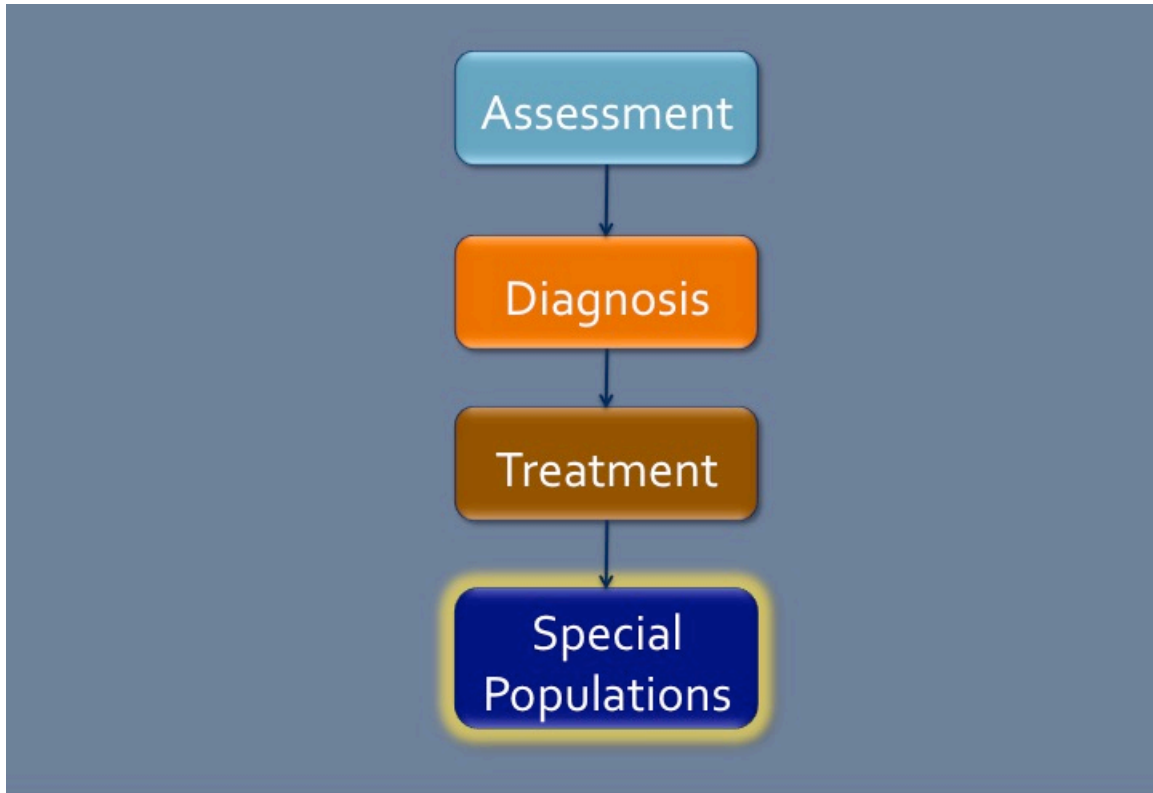 Assessment
Diagnosis
Treatment
Special
Populations